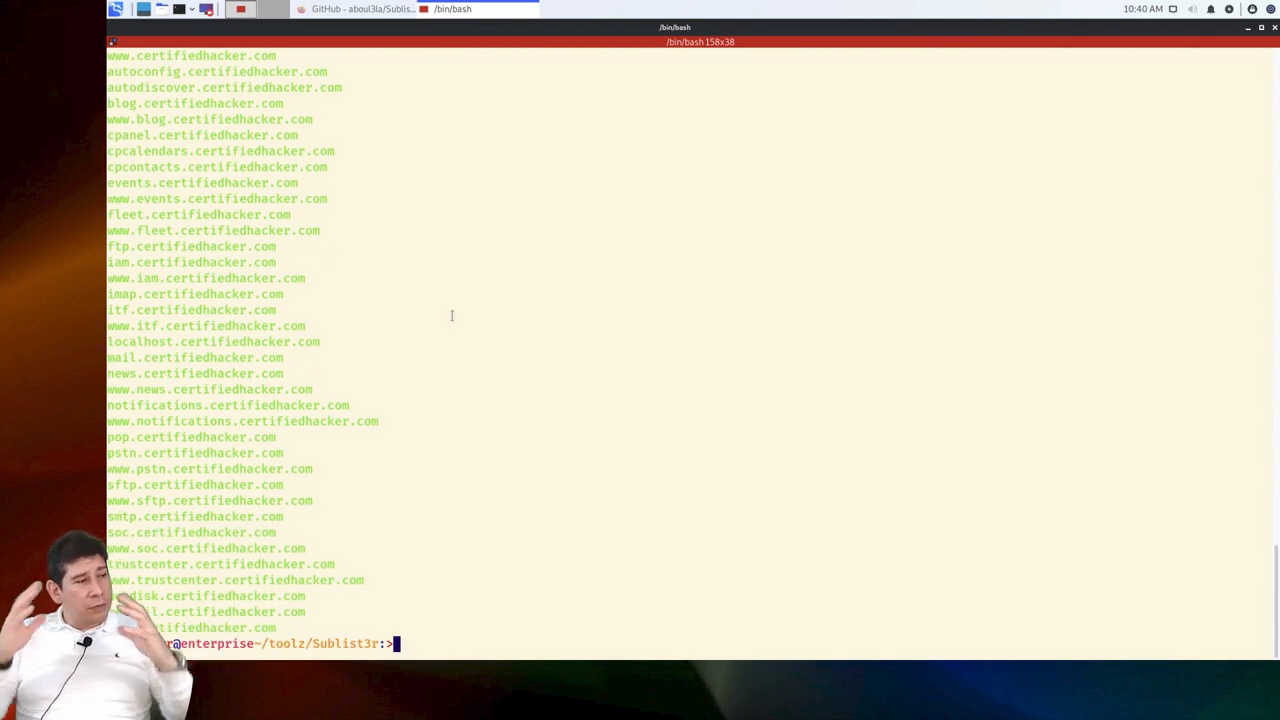 GitHub - aboul3la/Sublis...
/bin/bash
10:40 AM
/bin/bash
/bin/bash 158x38
www.certifiedhacker.com
autoconfig.certifiedhacker.com
autodiscover.certifiedhacker.com
blog.certifiedhacker.com
www.blog.certifiedhacker.com
cpanel.certifiedhacker.com
cpcalendars.certifiedhacker.com
cpcontacts.certifiedhacker.com
events.certifiedhacker.com
www.events.certifiedhacker.com
fleet.certifiedhacker.com
www.fleet.certifiedhacker.com
ftp.certifiedhacker.com
iam.certifiedhacker.com
www.iam.certifiedhacker.com
imap.certifiedhacker.com
itf.certifiedhacker.com
www.itf.certifiedhacker.com
localhost.certifiedhacker.com
mail.certifiedhacker.com
news.certifiedhacker.com
www.news.certifiedhacker.com
notifications.certifiedhacker.com
www.notifications.certifiedhacker.com
pop.certifiedhacker.com
pstn.certifiedhacker.com
www.pstn.certifiedhacker.com
sftp.certifiedhacker.com
www.sftp.certifiedhacker.com
smtp.certifiedhacker.com
soc.certifiedhacker.com
www.soc.certifiedhacker.com
trustcenter.certifiedhacker.com
www.trustcenter.certifiedhacker.com
disk.certifiedhacker.com
il.certifiedhacker.com
tifiedhacker.com
r@enterprise~/toolz/Sublist3r:>